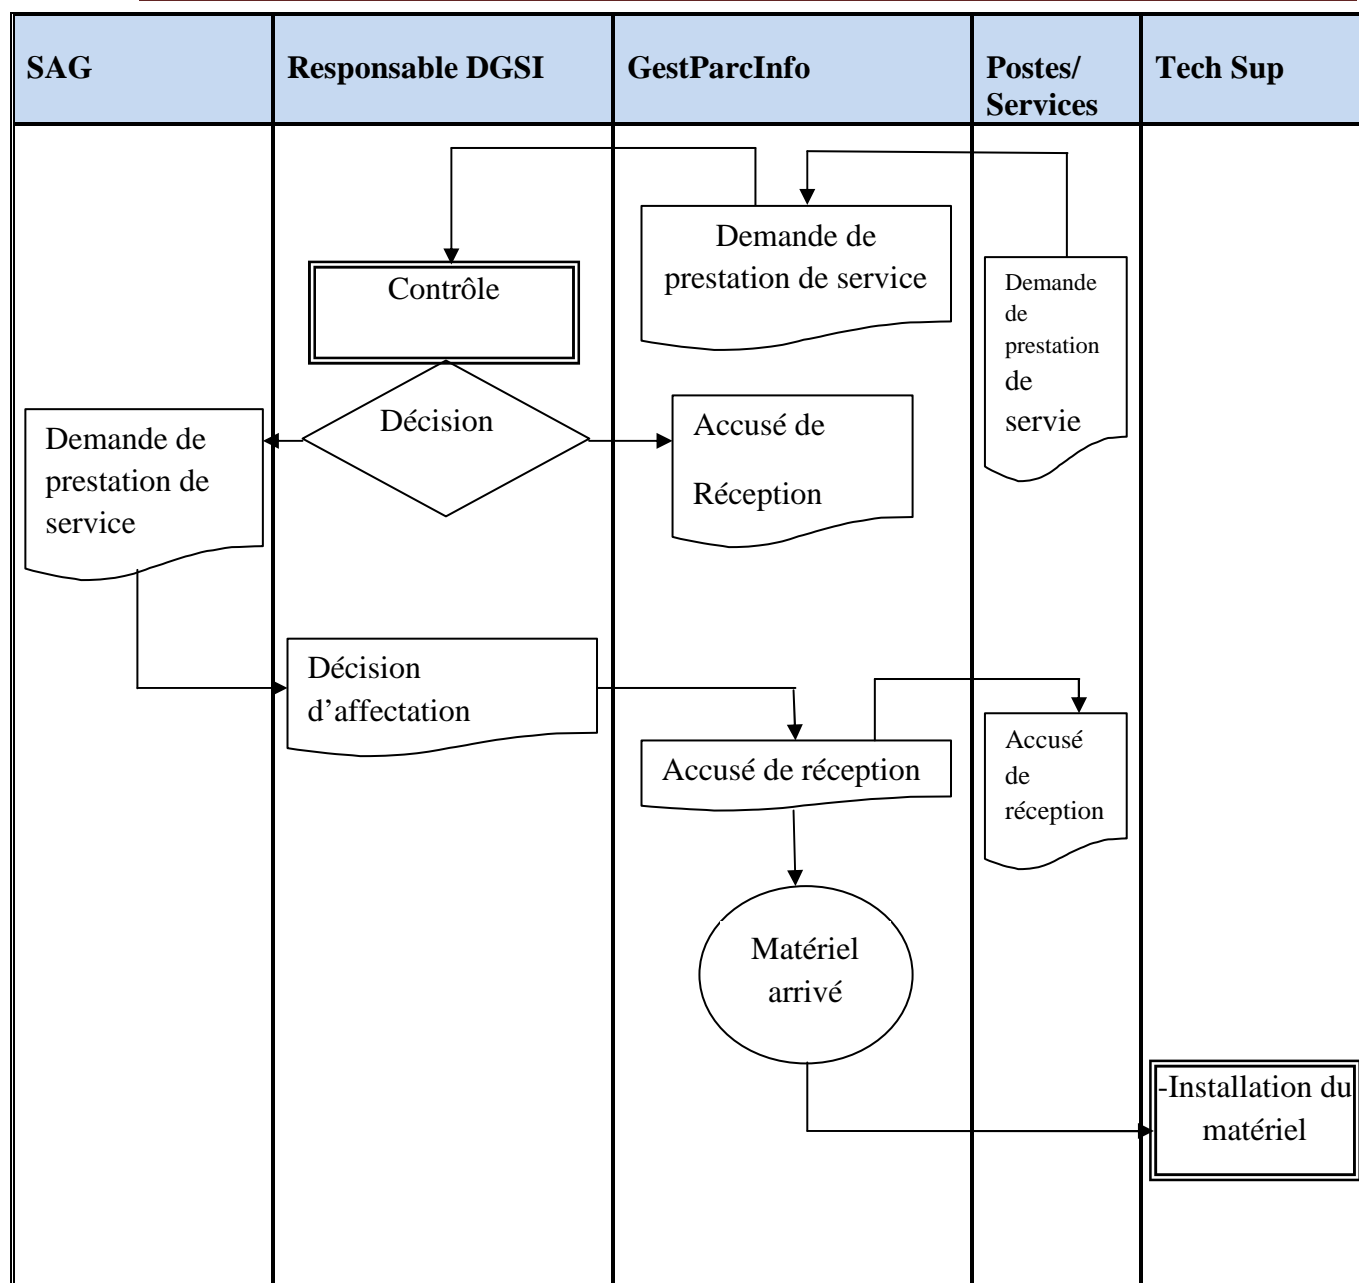 SAG
Responsable DGSI
GestParcInfo
Postes/
Services
Tech Sup
Demande de
prestation de service
Demande
de
prestation
de
servie
Contrôle
Décision
Demande de
prestation de
service
Accusé de
Réception
Décision
d’affectation
Accusé de réception
Accusé
de
réception
Matériel
arrivé
-Installation du
matériel